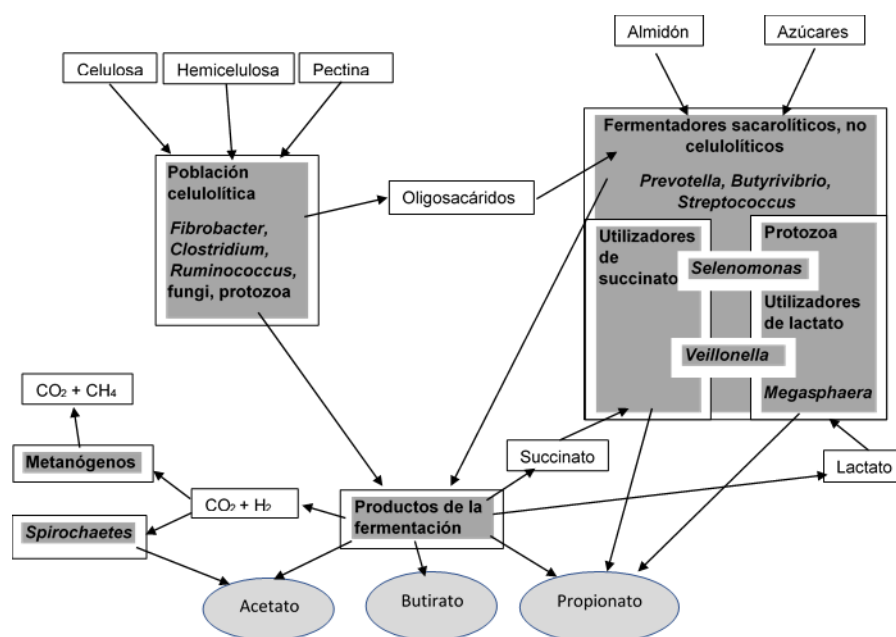 Almidón
Azúcares
Celulosa
Hemicelulosa
Pectina
Fermentadores sacarolíticos, no
celulolíticos
Prevotella, Butyrivibrio,
Streptococcus
Población
celulolítica
Fibrobacter,
Clostridium,
Ruminococcus,
fungi, protozoa
Oligosacáridos
Utilizadores
de
succinato
Protozoa
Selenomonas
Utilizadores
de lactato
Veillonella
Megasphaera
CO₂ + CH₄
Metanógenos
Succinato
Lactato
CO₂ + H₂
Productos de la
fermentación
Spirochaetes
Acetato
Butirato
Propionato